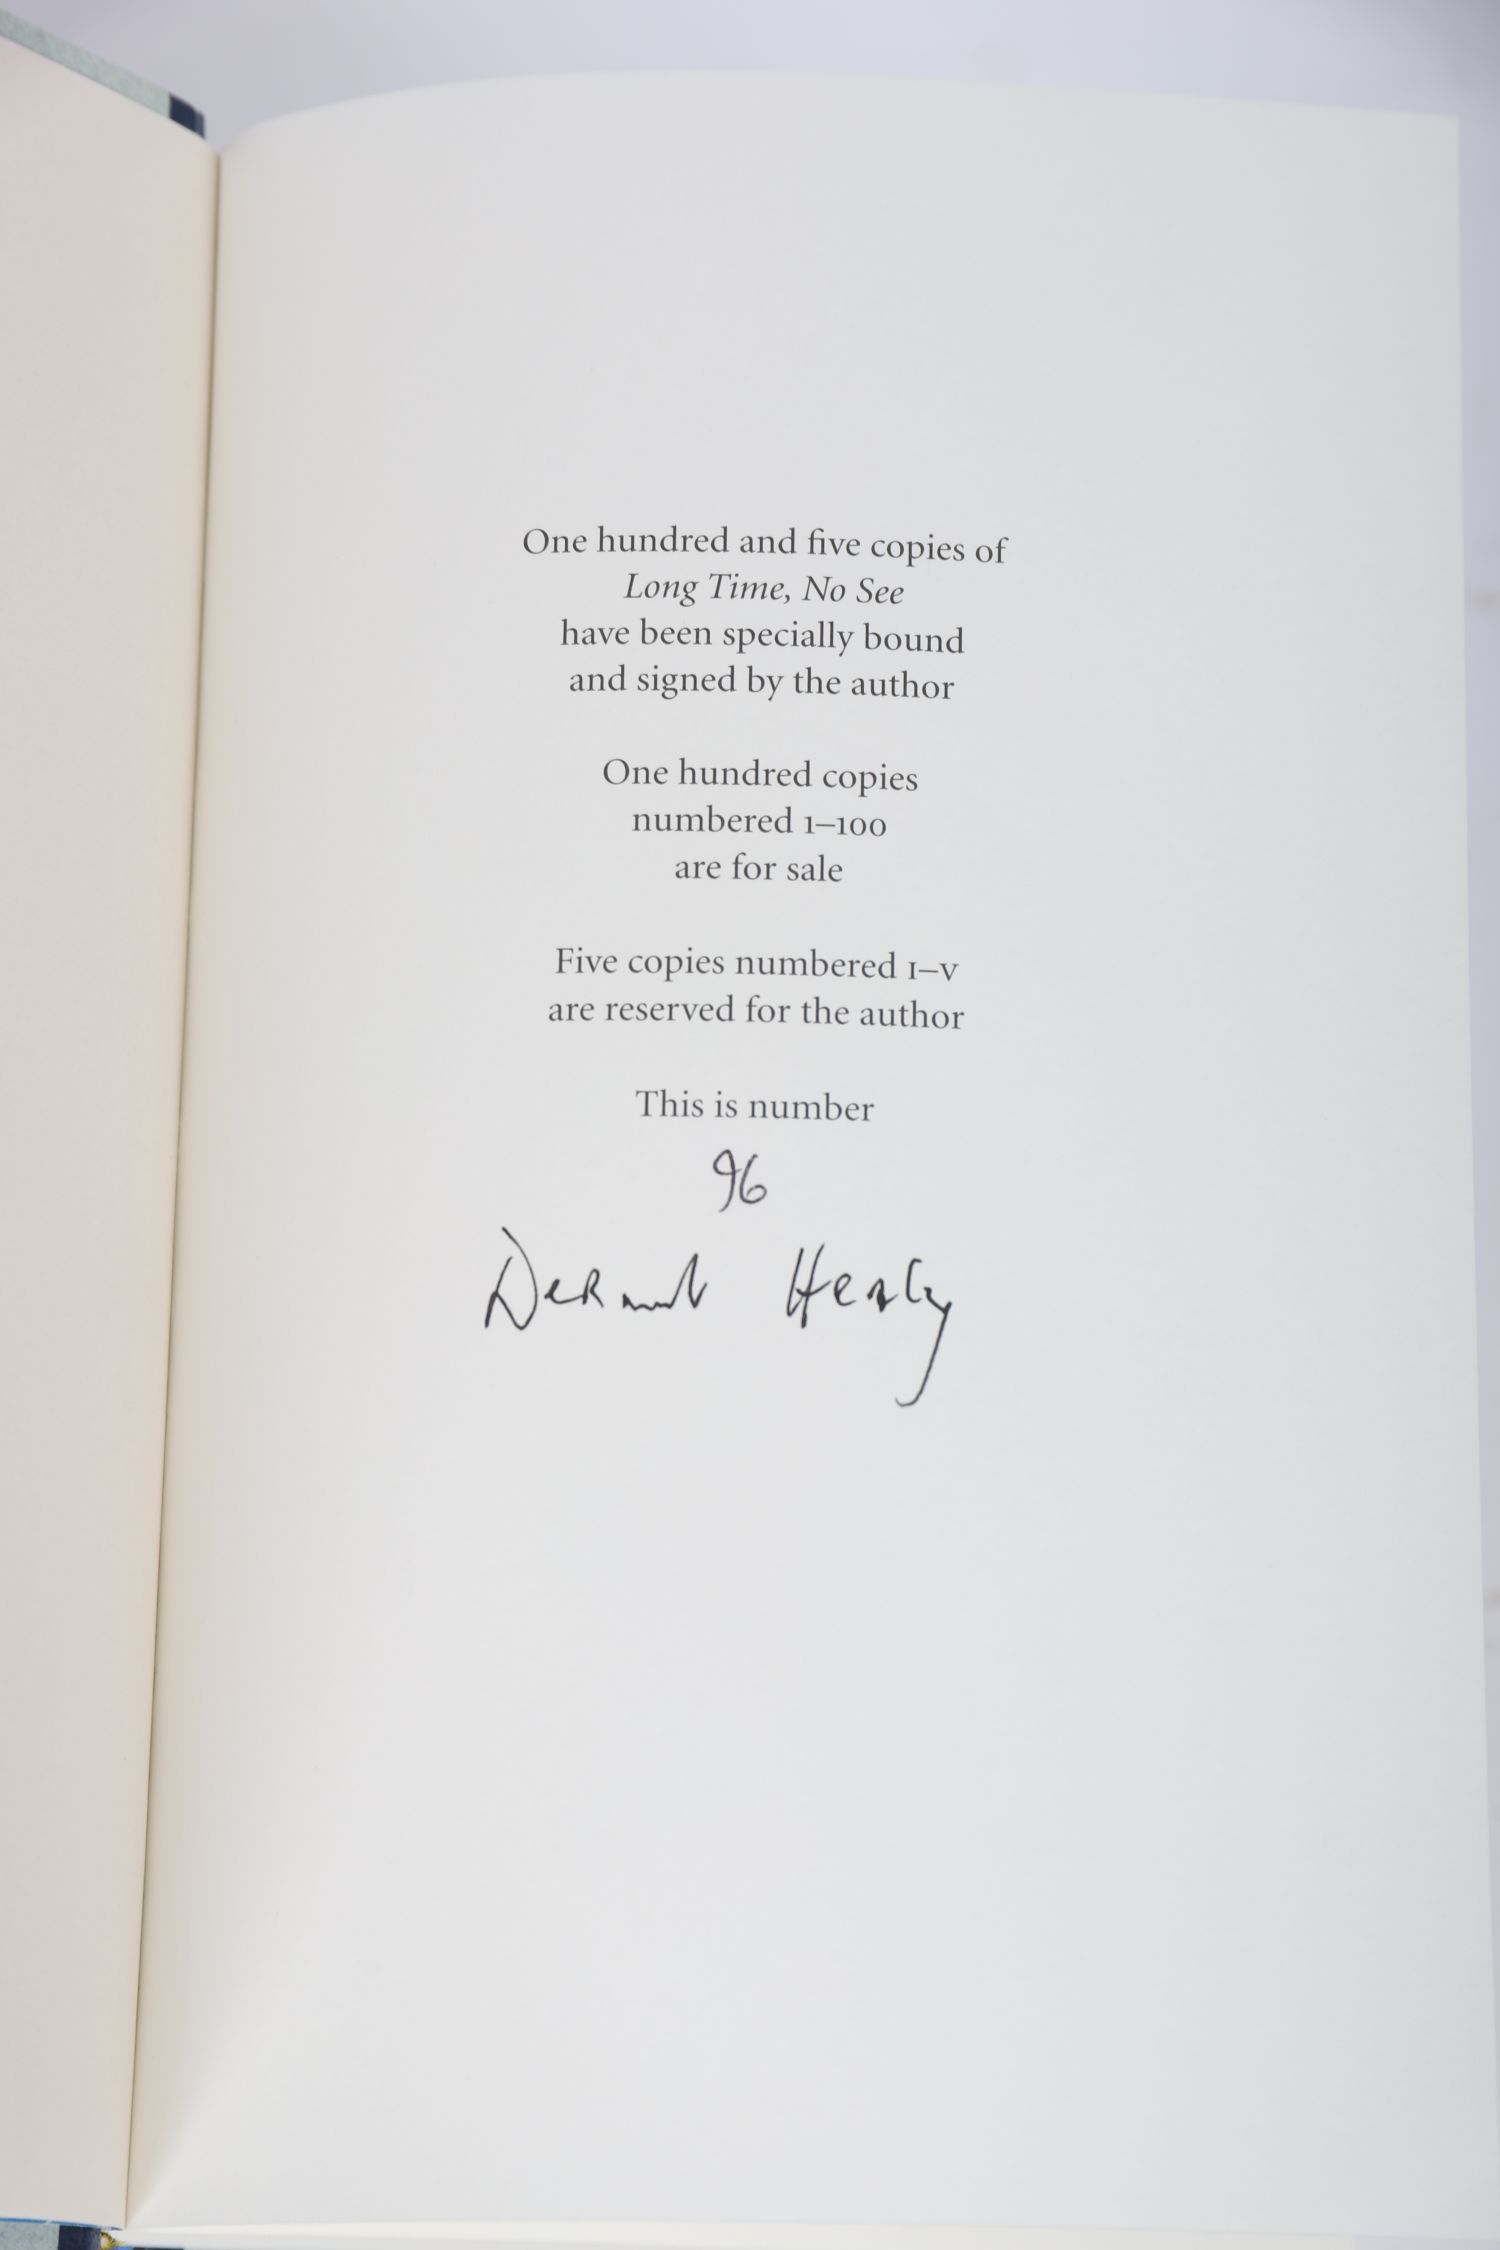 One hundred and five copies of
Long Time, No See
have been specially bound
and signed by the author
One hundred copies
numbered 1–100
are for sale
Five copies numbered I–V
are reserved for the author
This is number
96
Dermot Healy